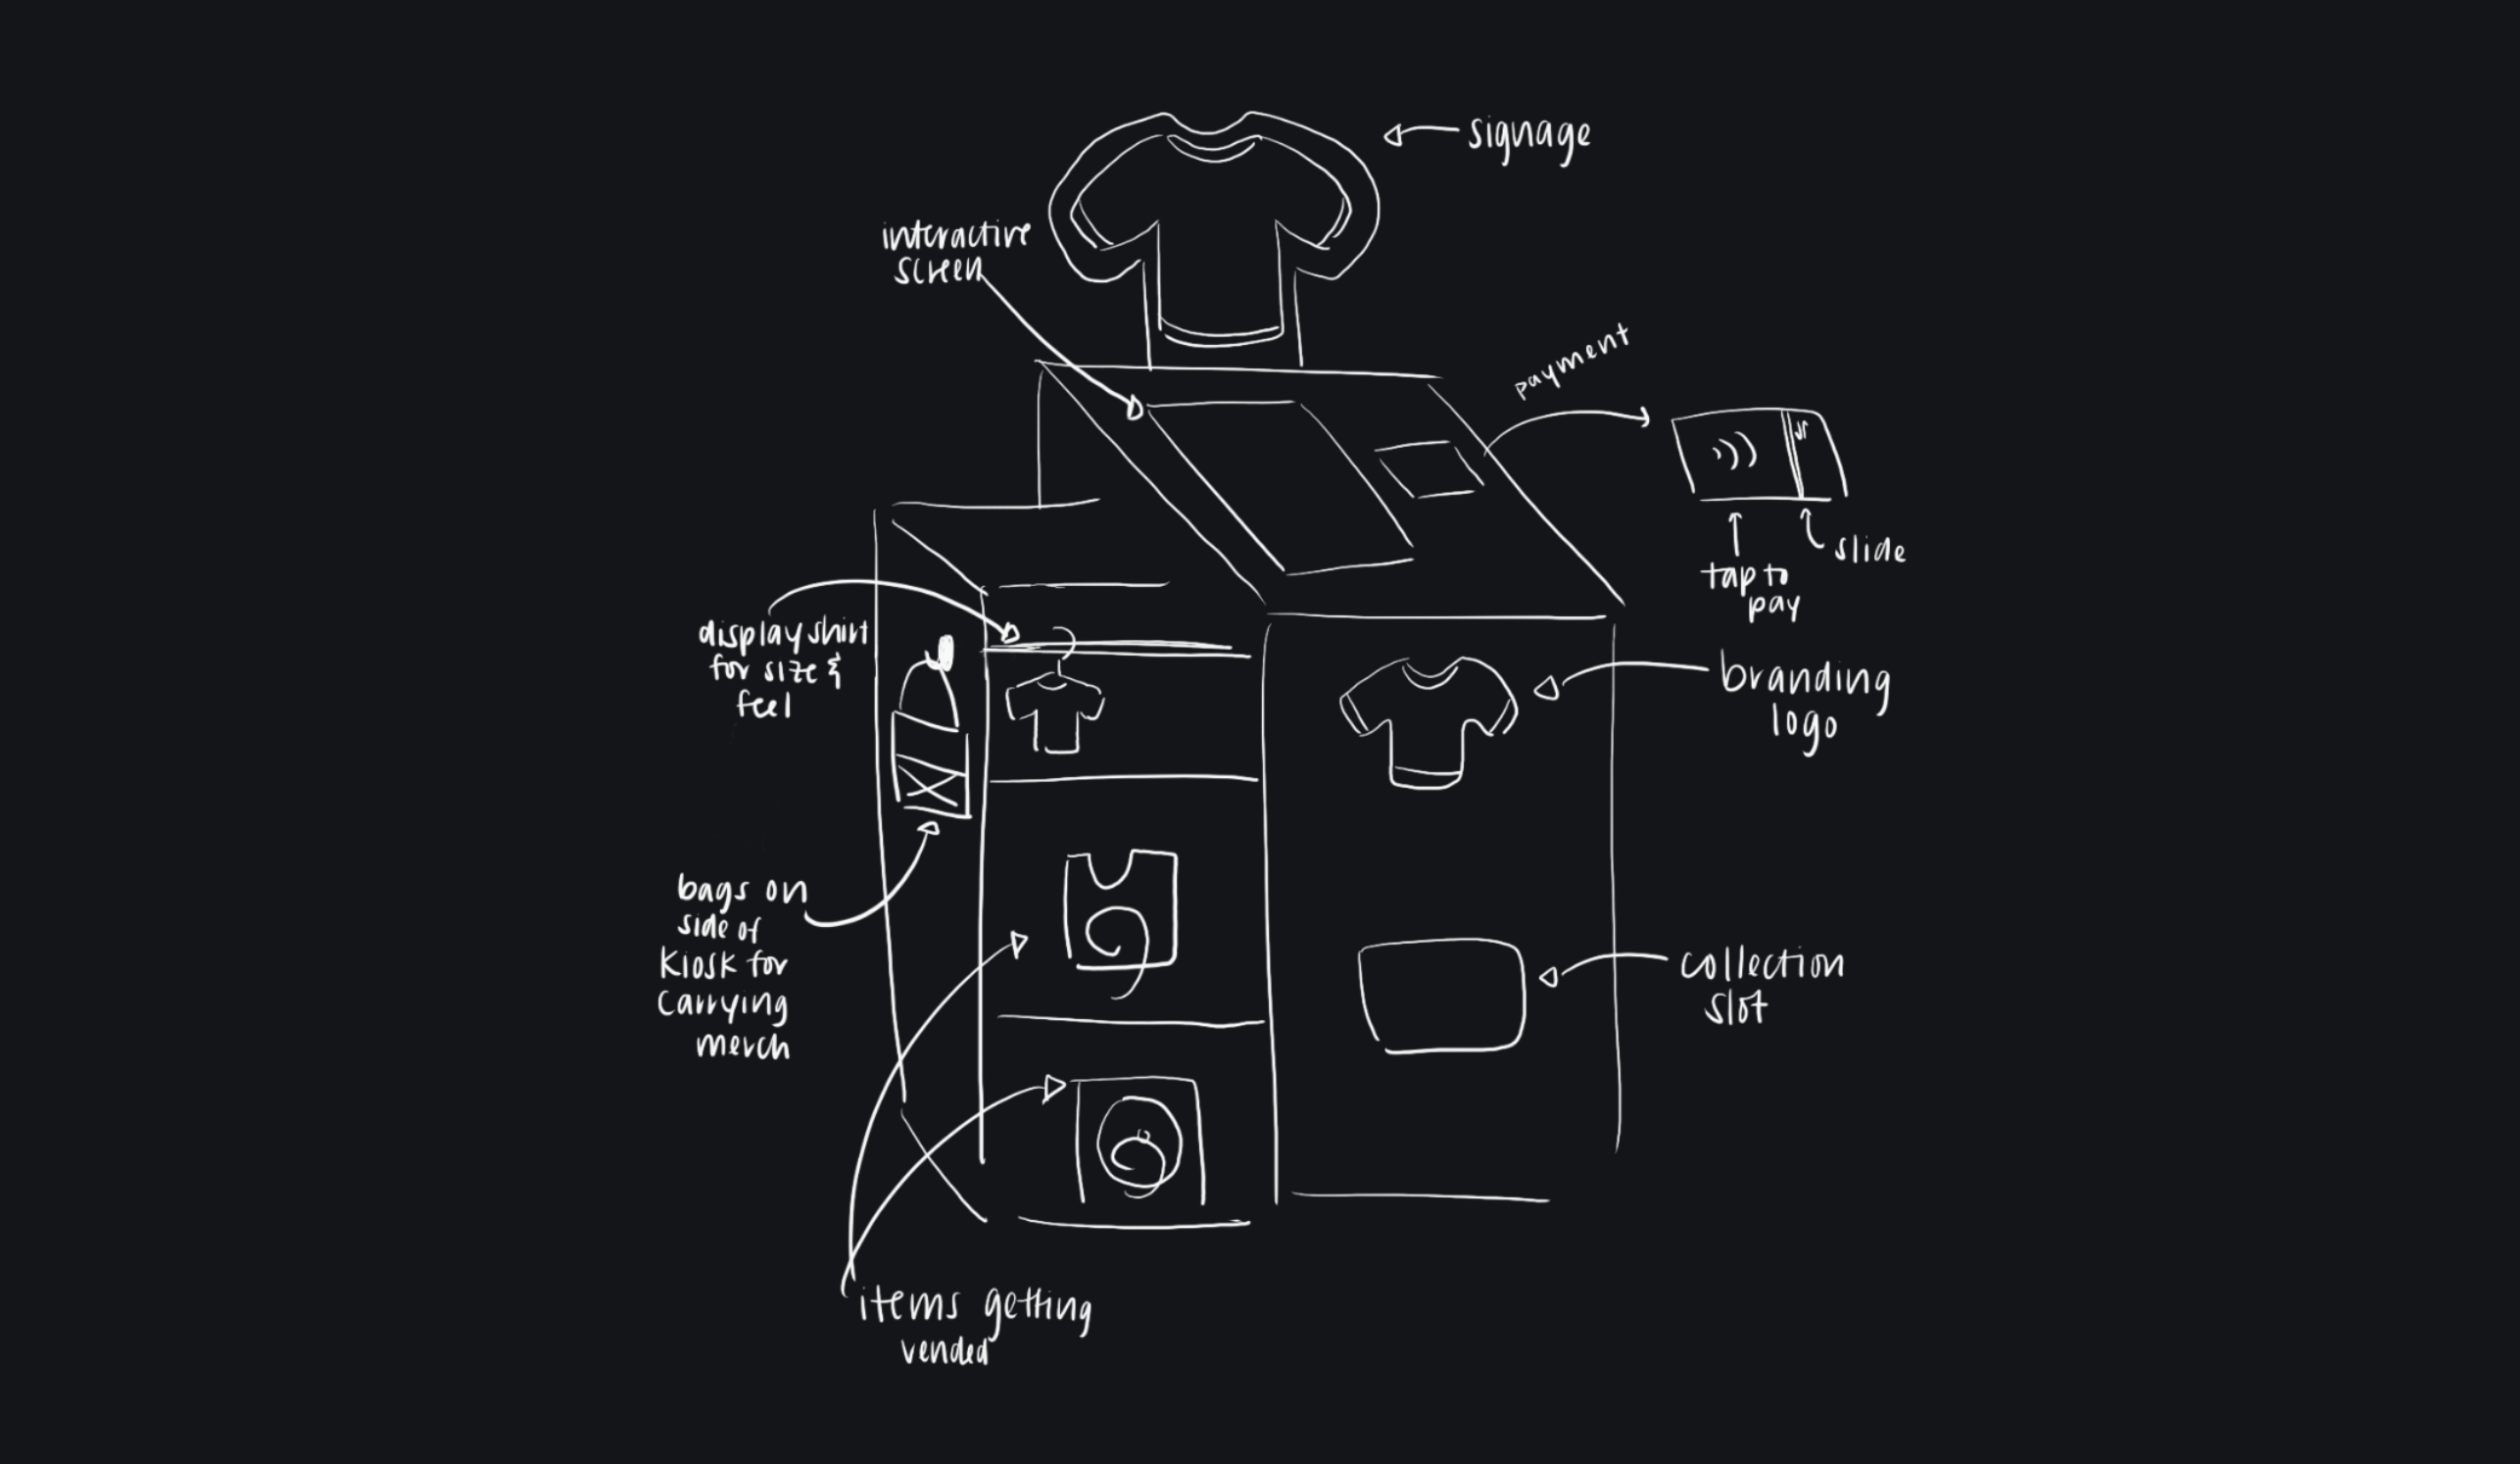 signage
interactive
screen
payment
tap to
pay
slide
display shirt
for size &
feel
branding
logo
bags on
side of
kiosk for
carrying
merch
collection
slot
items getting
vended